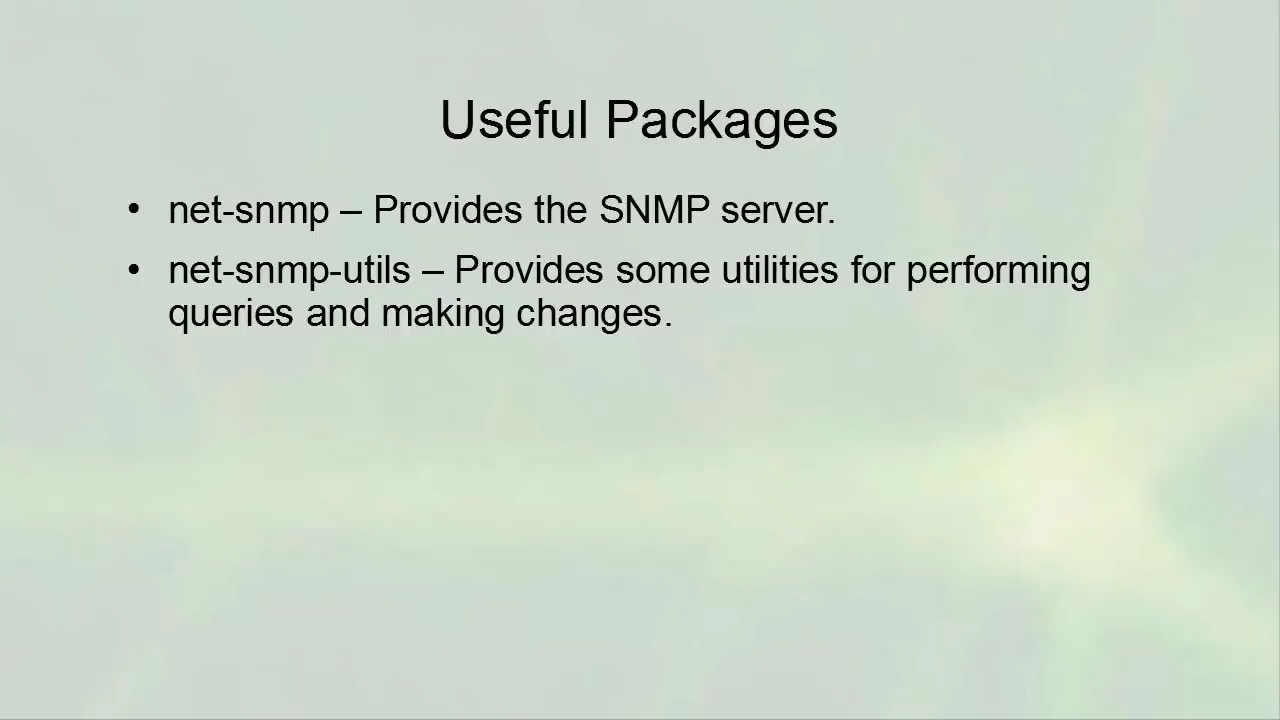 Useful Packages
• net-snmp – Provides the SNMP server.
• net-snmp-utils – Provides some utilities for performing
queries and making changes.